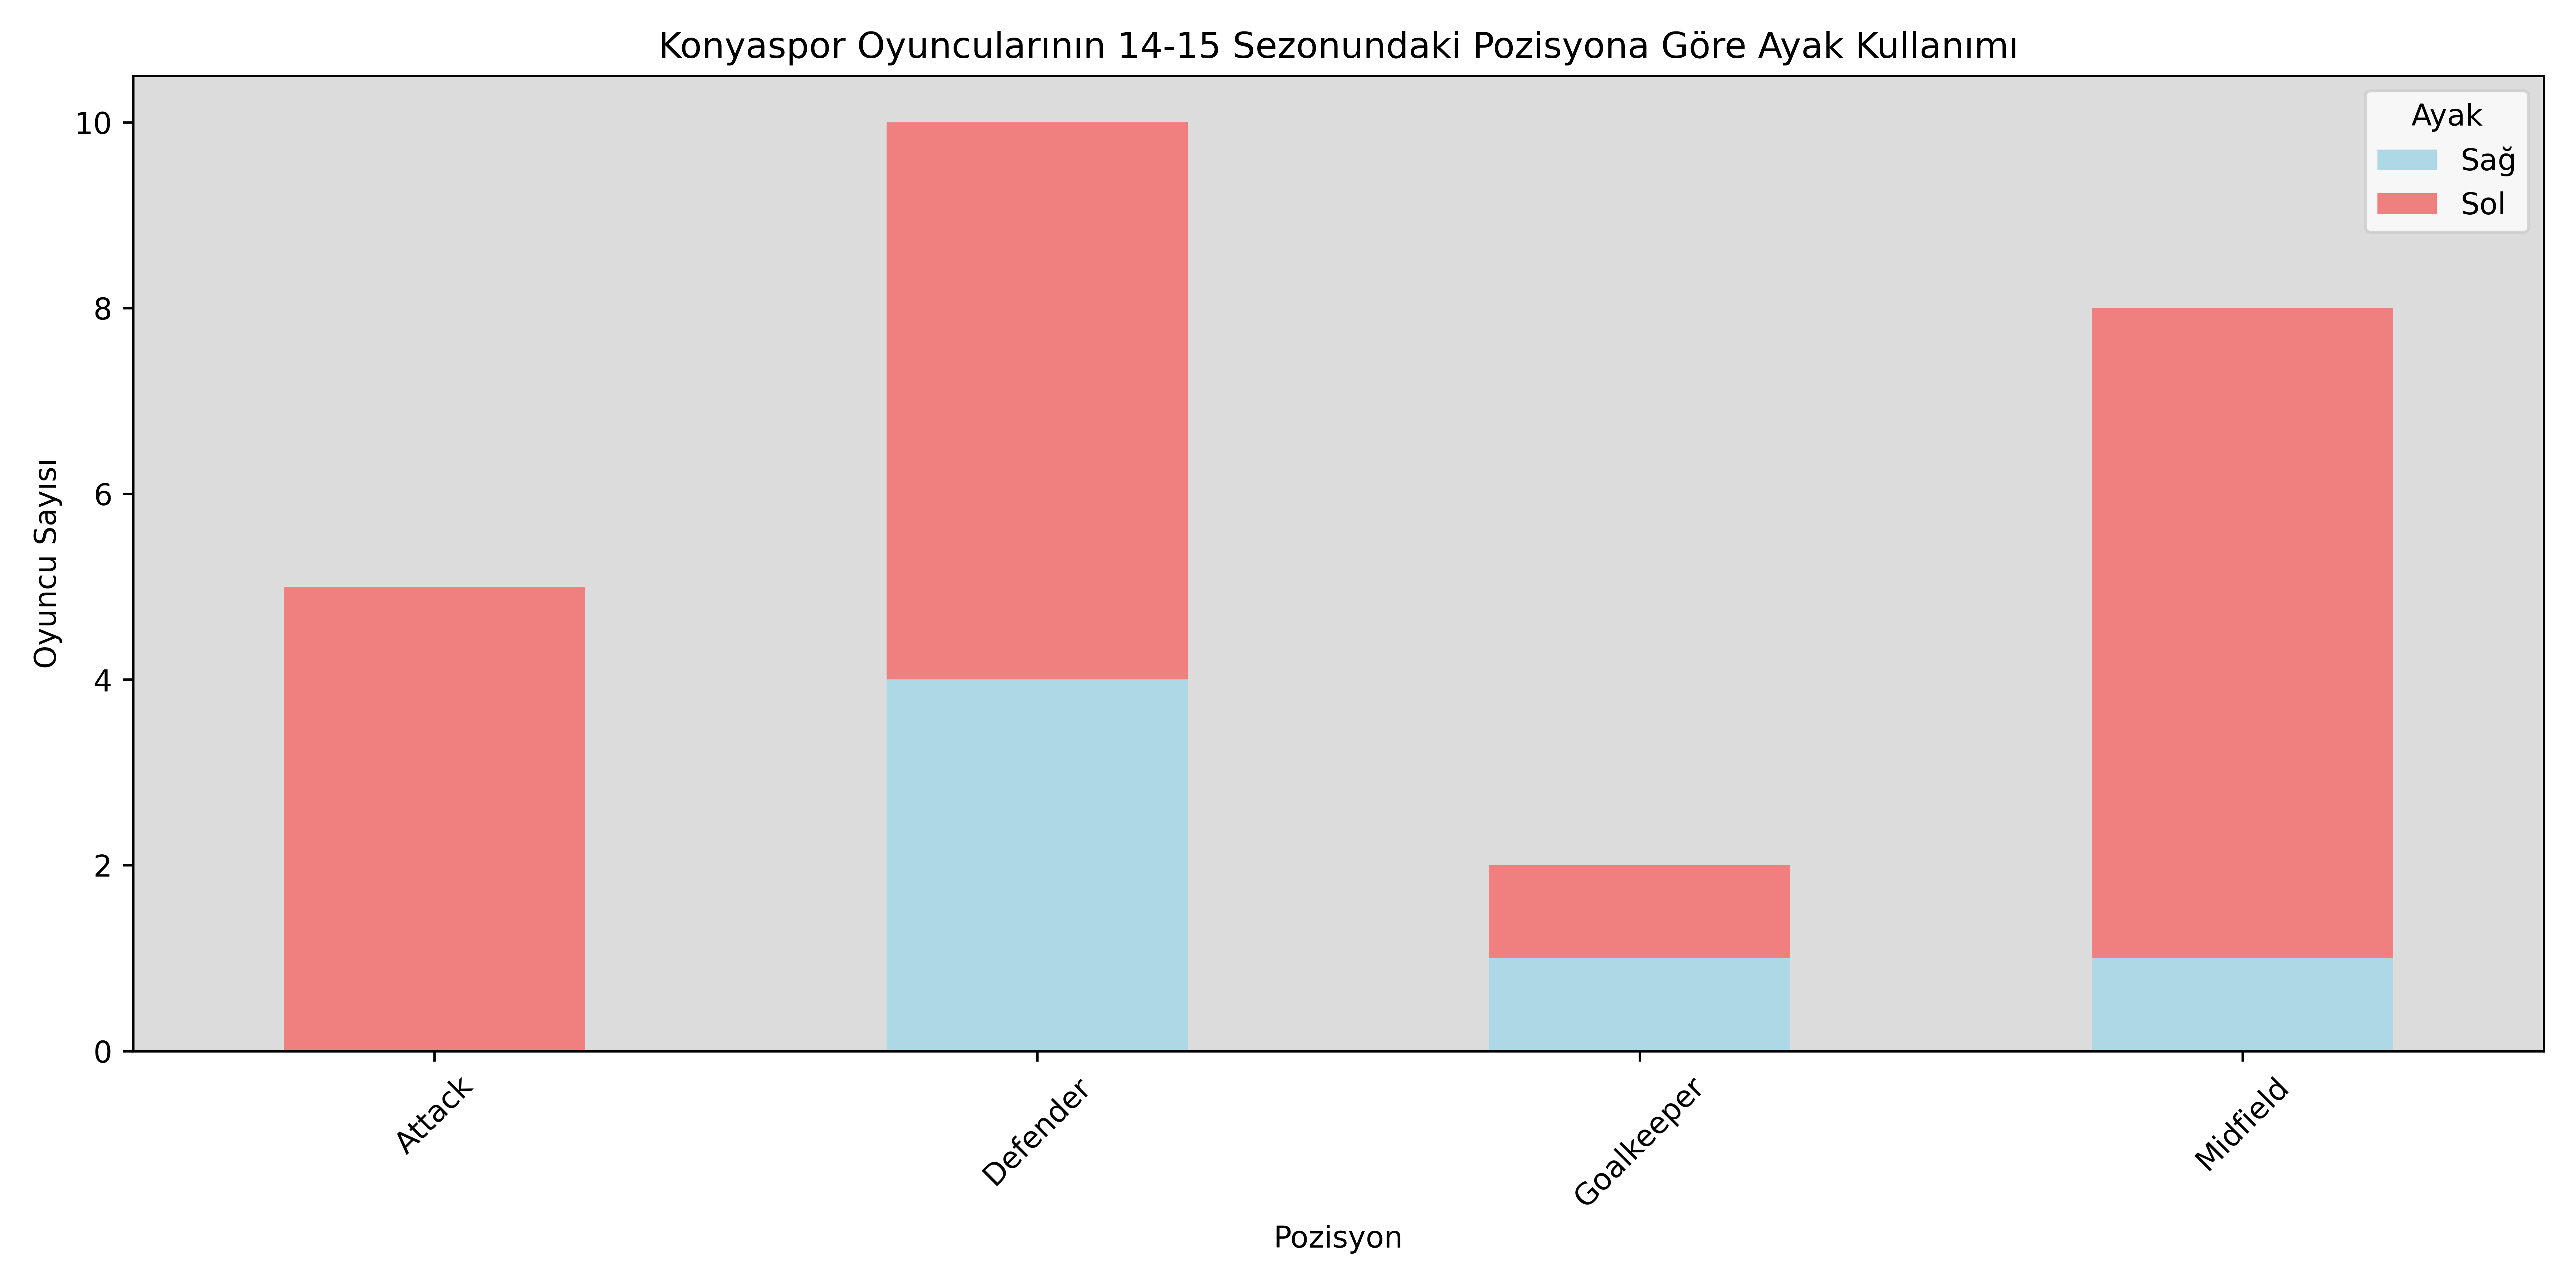 Konyaspor Oyuncularının 14-15 Sezonundaki Pozisyona Göre Ayak Kullanımı
Ayak
Sağ
Sol
Oyuncu Sayısı
10
8
6
4
2
0
Attack
Defender
Goalkeeper
Midfield
Pozisyon